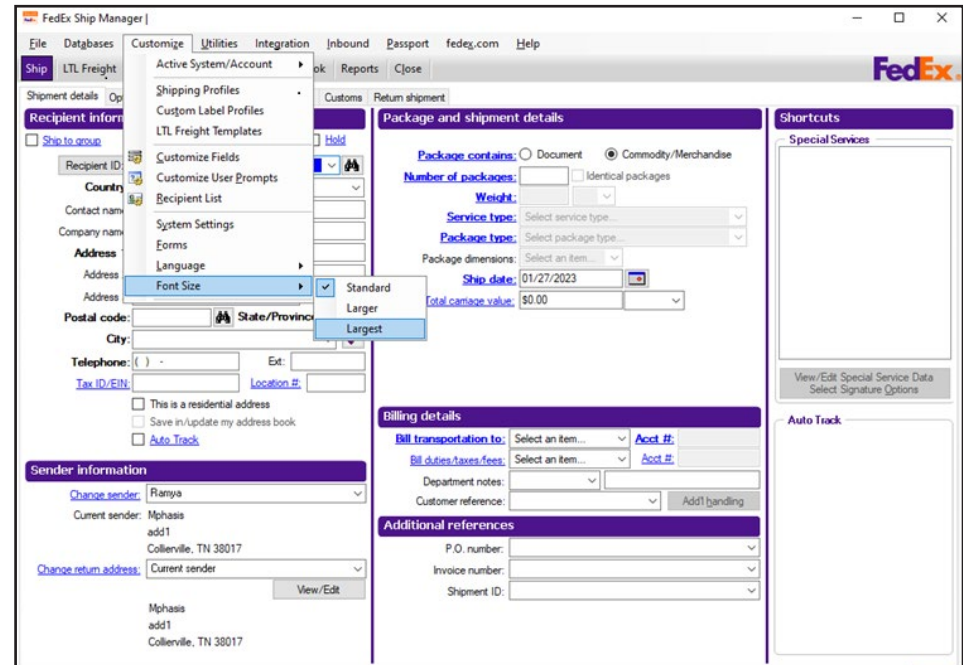 FedEx Ship Manager |
File Databases Customize Utilities Integration Inbound Passport fedex.com Help
Ship LTL Freight ok Reports Close
FedEx.
Active System/Account
Shipping Profiles
Custom Label Profiles
LTL Freight Templates
Customize Fields
Customize User Prompts
Recipient List
System Settings
Forms
Language
Font Size
Standard
Larger
Largest
Shipment details Op Customs Return shipment
Recipient inforn
Ship to group Hold
Recipient ID:
Country
Contact nam
Company nam
Address
Address
Address
Postal code: State/Provinc
City:
Telephone: ( ) - Ext:
Tax ID/EIN: Location #:
This is a residential address
Save in/update my address book
Auto Track
Sender information
Change sender: Ramya
Current sender: Mphasis
add1
Collierville, TN 38017
Change return address: Current sender
View/Edit
Mphasis
add1
Collierville, TN 38017
Package and shipment details
Package contains: Document Commodity/Merchandise
Number of packages: Identical packages
Weight:
Service type: Select service type...
Package type: Select package type...
Package dimensions: Select an item...
Ship date: 01/27/2023
Total carriage value: $0.00
Billing details
Bill transportation to: Select an item... Acct #:
Bill duties/taxes/fees: Select an item... Acct #:
Department notes:
Customer reference: Add'l handling
Additional references
P.O. number:
Invoice number:
Shipment ID:
Shortcuts
Special Services
View/Edit Special Service Data
Select Signature Options
Auto Track